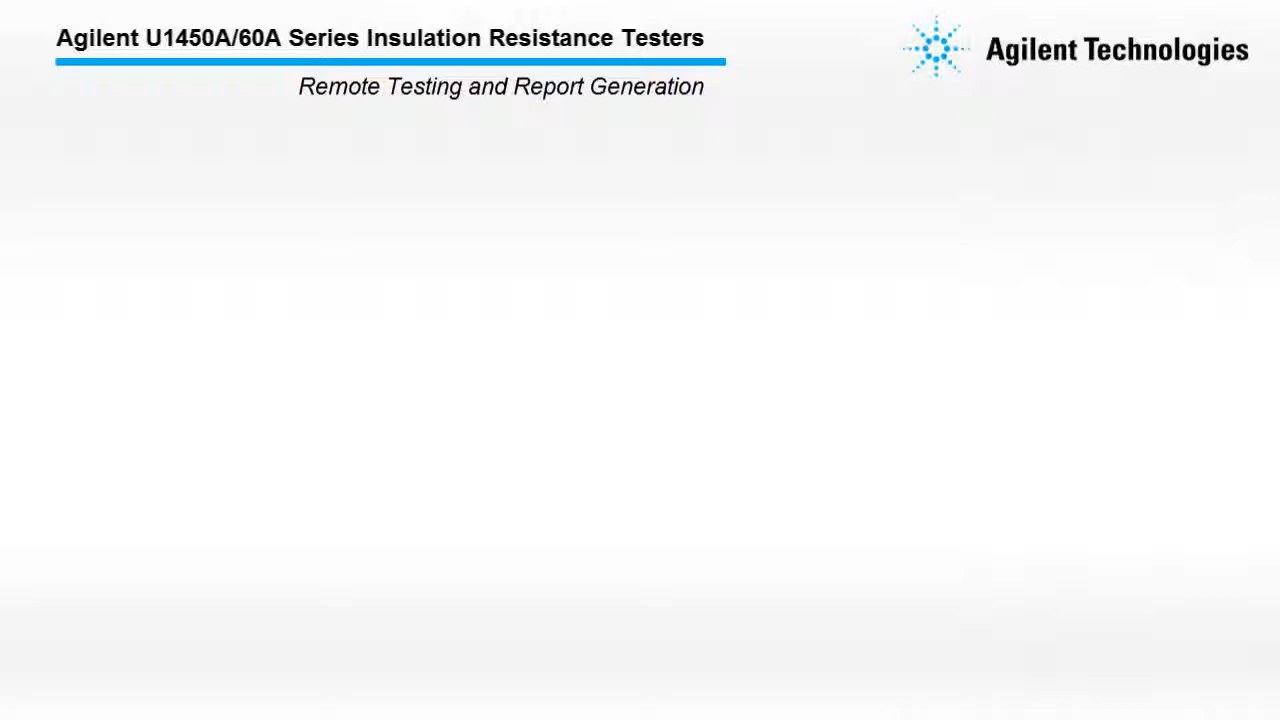 Agilent U1450A/60A Series Insulation Resistance Testers
Agilent Technologies
Remote Testing and Report Generation